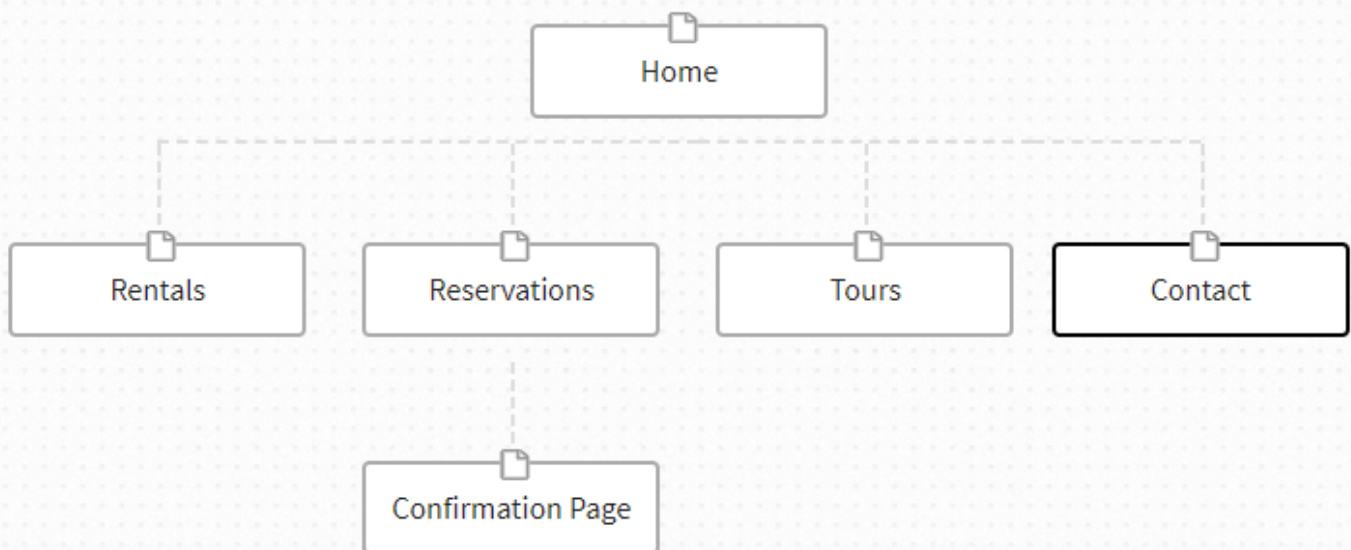 Home
Rentals
Reservations
Tours
Contact
Confirmation Page